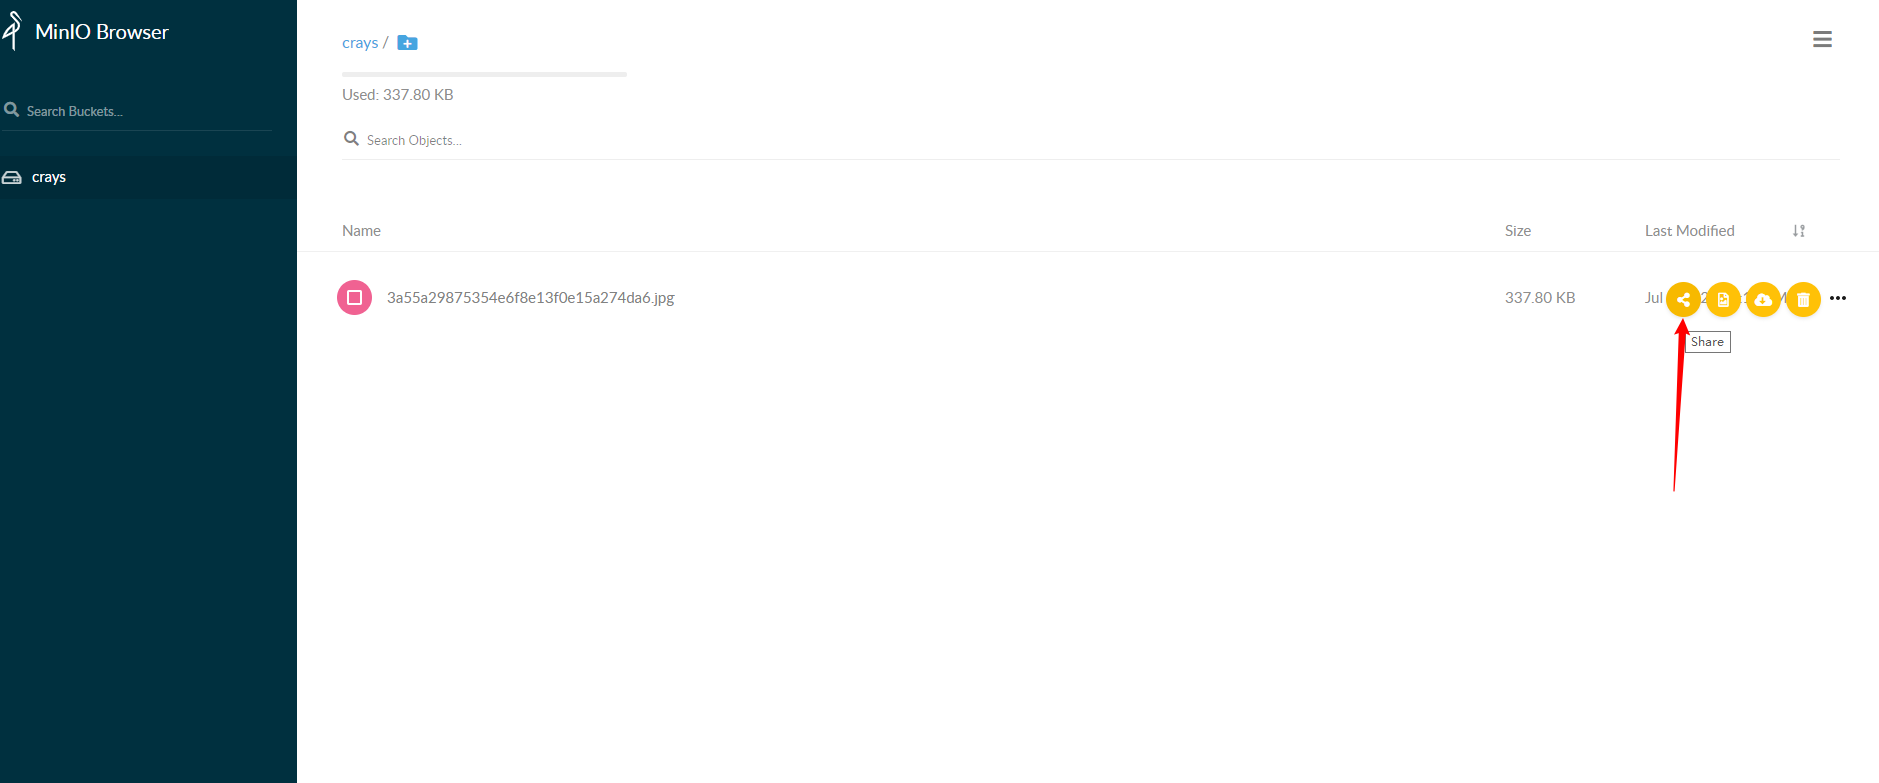 MinIO Browser
Search Buckets...
crays
crays /
Used: 337.80 KB
Search Objects...
Name Size Last Modified
3a55a29875354e6f8e13f0e15a274da6.jpg 337.80 KB Jul
Share